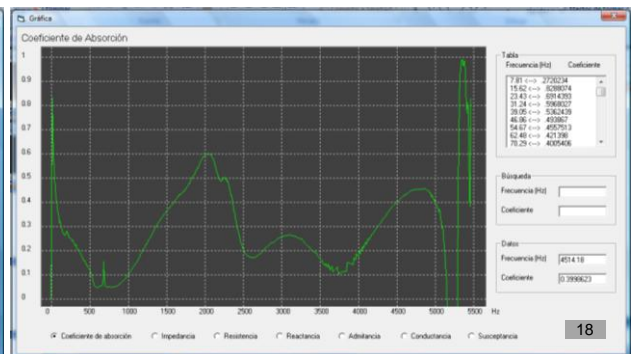 Gráfica
Coeficiente de Absorción
1
0.9
0.8
0.7
0.6
0.5
0.4
0.3
0.2
0.1
0
0 500 1000 1500 2000 2500 3000 3500 4000 4500 5000 5500 Hz
Coeficiente de absorción Impedancia Resistencia Reactancia Admitancia Conductancia Susceptancia
Tabla
Frecuencia (Hz) Coeficiente
7.81 <--> .2720234
15.62 <--> .8288074
23.43 <--> .6914393
31.24 <--> .5968027
39.05 <--> .5362439
46.86 <--> .493867
54.67 <--> .4557513
62.48 <--> .421398
70.29 <--> .4005406
Búsqueda
Frecuencia (Hz)
Coeficiente
Datos
Frecuencia (Hz) 4514.18
Coeficiente 0.3998623
18